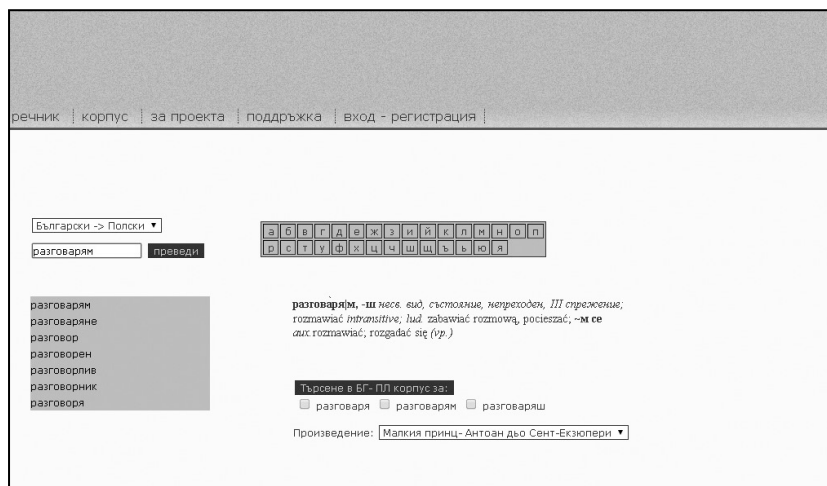 речник корпус за проекта поддръжка вход - регистрация
Български -> Полски ▼
разговарям преведи
а б в г д е ж з и й к л м н о п
р с т у ф х ц ч ш щ ъ ь ю я
разговарям
разговаряне
разговор
разговорен
разговорлив
разговорник
разговоря
разгова̀ря|м, -ш несв. вид, състояние, непреходен, III спрежение;
rozmawiać intransitive; lud. zabawiać rozmową, pocieszać; ~м се
aux rozmawiać; rozgadać się (vp.)
Търсене в БГ- ПЛ корпус за:
разговаря разговарям разговаряш
Произведение: Малкия принц- Антоан дьо Сент-Екзюпери ▼